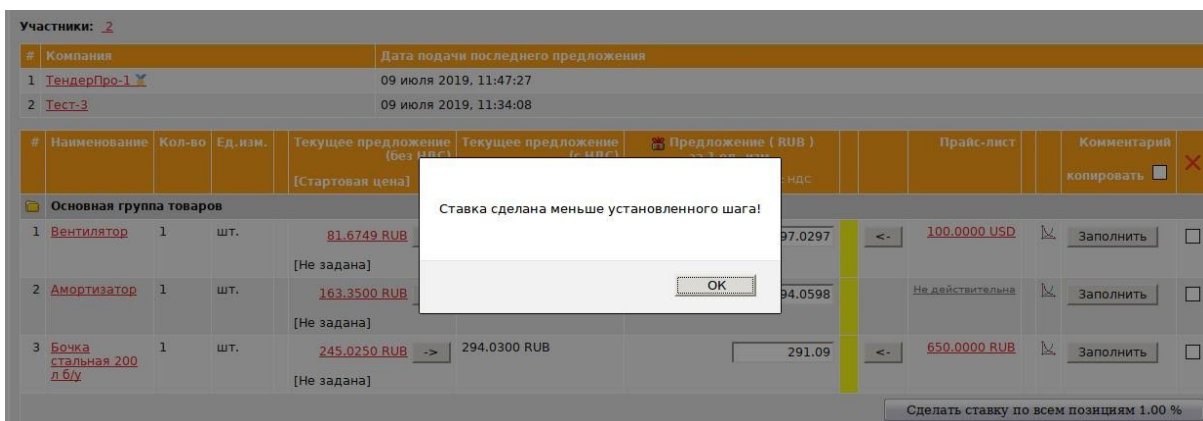 Участники: 2
# Компания Дата подачи последнего предложения
1 ТендерПро-1 09 июля 2019, 11:47:27
2 Тест-3 09 июля 2019, 11:34:08
# Наименование Кол-во Ед.изм. Текущее предложение Текущее предложение Предложение ( RUB ) Прайс-лист Комментарий
(без НДС)
[Стартовая цена] НДС копировать
Основная группа товаров
Ставка сделана меньше установленного шага!
1 Вентилятор 1 шт. 81.6749 RUB 97.0297 <- 100.0000 USD Заполнить
[Не задана]
OK
2 Амортизатор 1 шт. 163.3500 RUB 94.0598 Не действительна Заполнить
[Не задана]
3 Бочка 1 шт. 245.0250 RUB -> 294.0300 RUB 291.09 <- 650.0000 RUB Заполнить
стальная 200
л б/у
[Не задана]
Сделать ставку по всем позициям 1.00 %